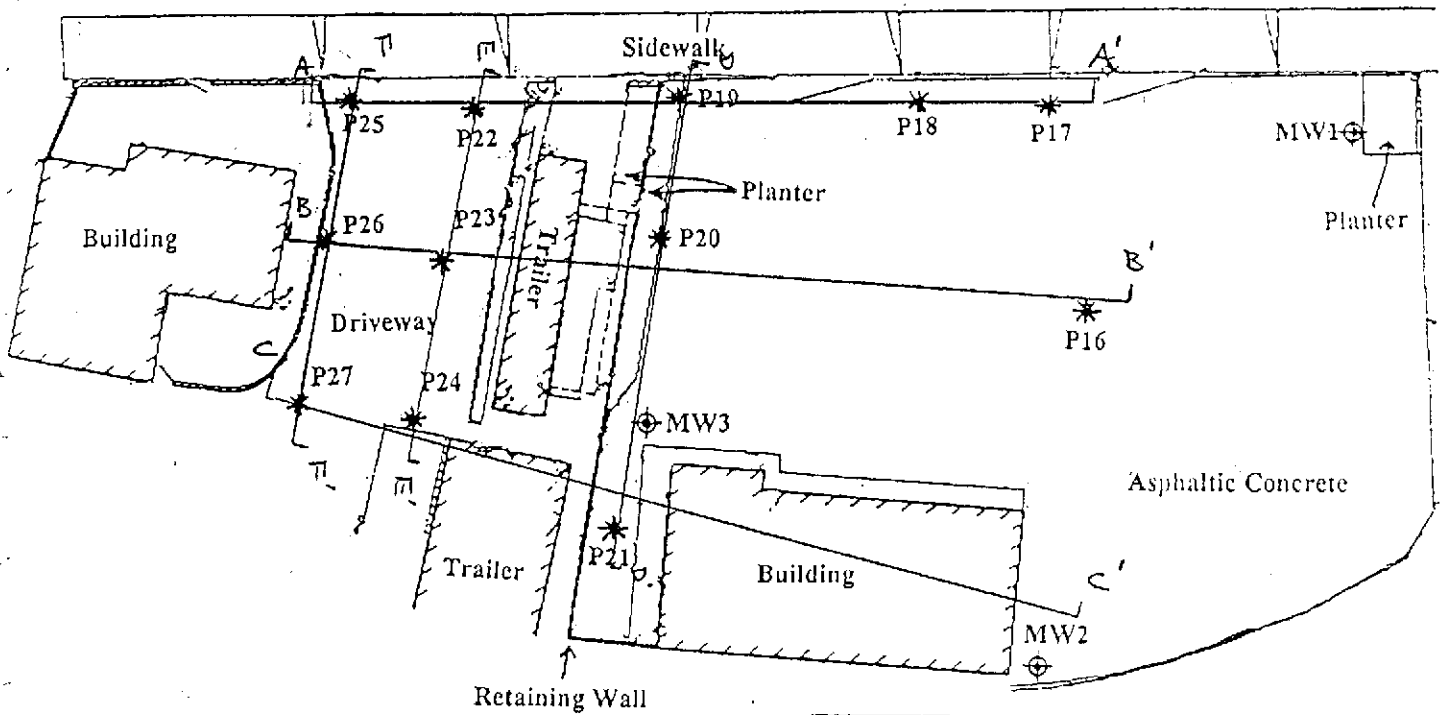 Sidewalk
F
E
D
A
A'
P25
P22
P19
P18
P17
MW1
Planter
Planter
B
P26
P23
P20
Building
Trailer
B'
P16
Driveway
C
P27
P24
MW3
F'
E'
Asphaltic Concrete
P21
D'
Trailer
Building
C'
MW2
Retaining Wall